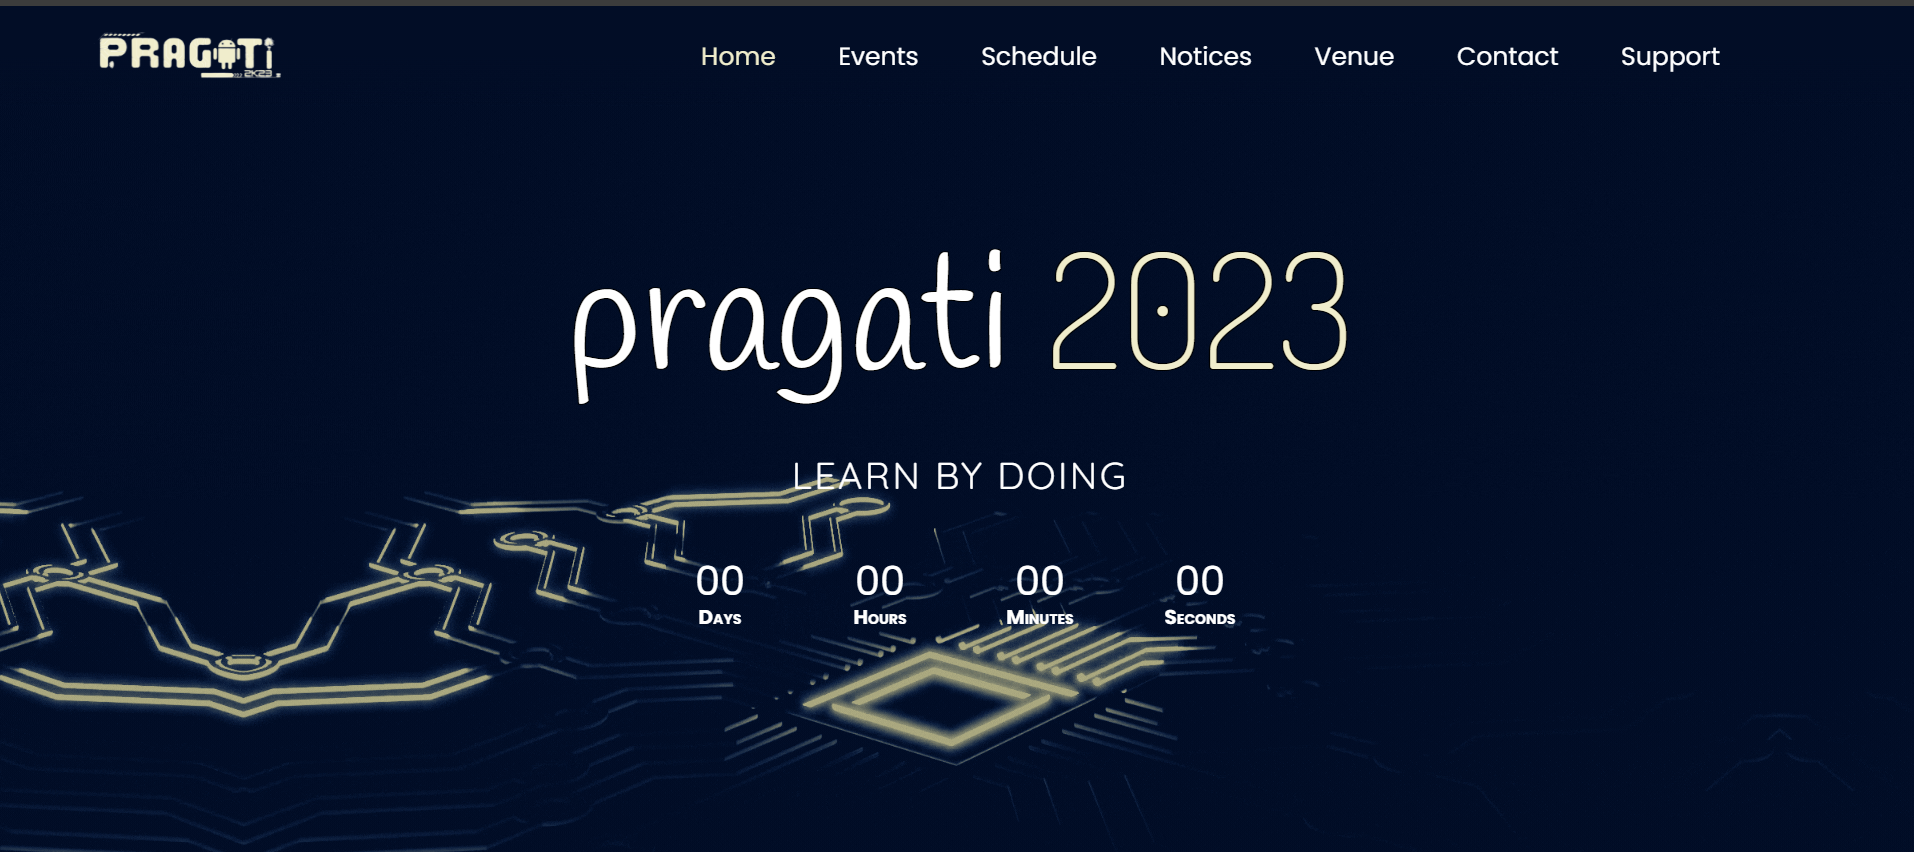 PRAGATI
2K23
Home Events Schedule Notices Venue Contact Support
pragati 2023
LEARN BY DOING
00 00 00 00
Days Hours Minutes Seconds